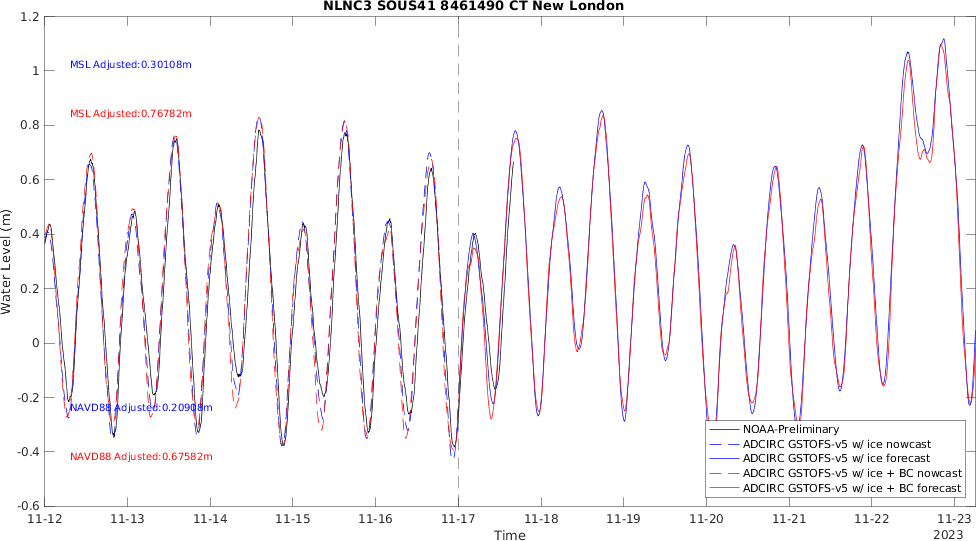 NLNC3 SOUS41 8461490 CT New London
1.2
1
0.8
0.6
0.4
0.2
0
-0.2
-0.4
-0.6
Water Level (m)
MSL Adjusted:0.30108m
MSL Adjusted:0.76782m
NAVD88 Adjusted:0.20908m
NAVD88 Adjusted:0.67582m
NOAA-Preliminary
ADCIRC GSTOFS-v5 w/ ice nowcast
ADCIRC GSTOFS-v5 w/ ice forecast
ADCIRC GSTOFS-v5 w/ ice + BC nowcast
ADCIRC GSTOFS-v5 w/ ice + BC forecast
11-12 11-13 11-14 11-15 11-16 11-17 11-18 11-19 11-20 11-21 11-22 11-23
Time
2023